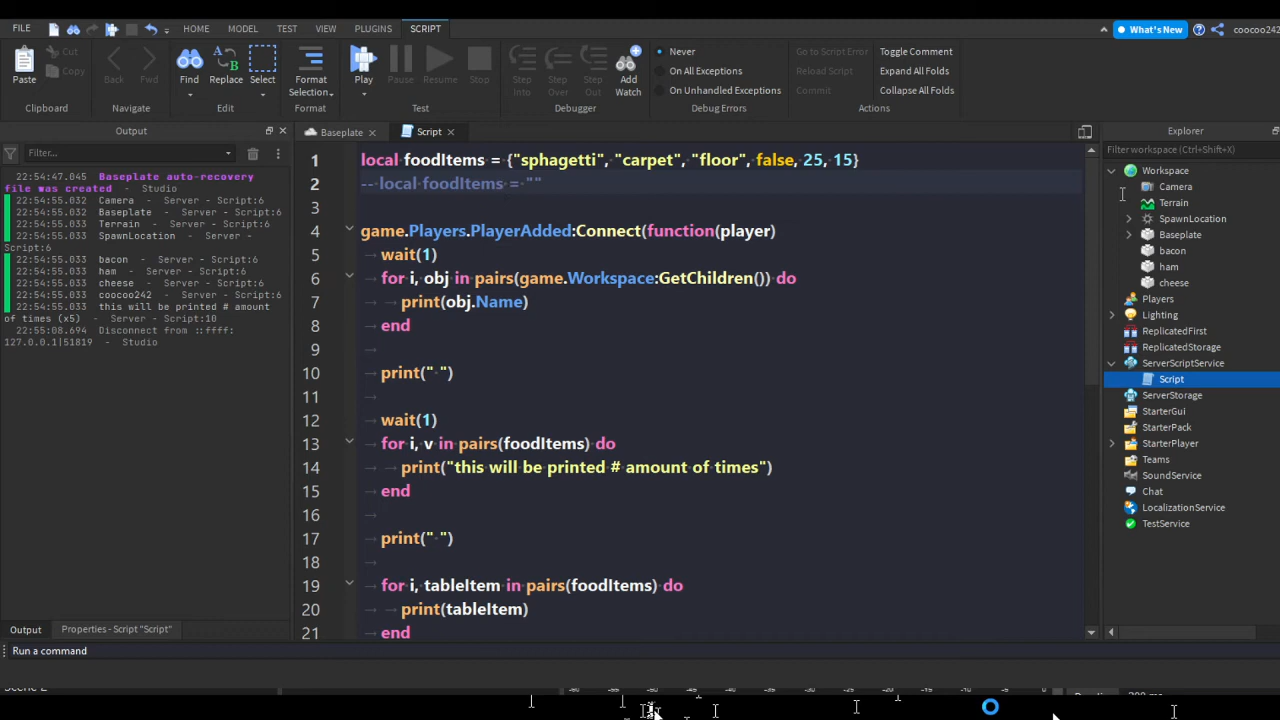 FILE HOME MODEL TEST VIEW PLUGINS SCRIPT What's New coocoo242
Paste Cut Copy
Back Fwd
Find Replace Select
Format Selection
Play Pause Resume Stop
Step Into Step Over Step Out Add Watch
Never
On All Exceptions
On Unhandled Exceptions
Go to Script Error
Reload Script
Commit
Toggle Comment
Expand All Folds
Collapse All Folds
Clipboard Navigate Edit Format Test Debugger Debug Errors Actions
Output
Filter...
22:54:47.045 Baseplate auto-recovery
file was created - Studio
22:54:55.032 Camera - Server - Script:6
22:54:55.032 Baseplate - Server - Script:6
22:54:55.033 Terrain - Server - Script:6
22:54:55.033 SpawnLocation - Server -
Script:6
22:54:55.033 bacon - Server - Script:6
22:54:55.033 ham - Server - Script:6
22:54:55.033 cheese - Server - Script:6
22:54:55.033 coocoo242 - Server - Script:6
22:54:55.033 this will be printed # amount
of times (x5) - Server - Script:10
22:55:08.694 Disconnect from ::ffff:
127.0.0.1|51819 - Studio
Output Properties - Script "Script"
Run a command
Baseplate Script
1 local foodItems = {"sphagetti", "carpet", "floor", false, 25, 15}
2 -- local foodItems = ""
3
4 game.Players.PlayerAdded:Connect(function(player)
5 wait(1)
6 for i, obj in pairs(game.Workspace:GetChildren()) do
7 print(obj.Name)
8 end
9
10 print(" ")
11
12 wait(1)
13 for i, v in pairs(foodItems) do
14 print("this will be printed # amount of times")
15 end
16
17 print(" ")
18
19 for i, tableItem in pairs(foodItems) do
20 print(tableItem)
21 end
Explorer
Filter workspace (Ctrl+Shift+X)
Workspace
Camera
Terrain
SpawnLocation
Baseplate
bacon
ham
cheese
Players
Lighting
ReplicatedFirst
ReplicatedStorage
ServerScriptService
Script
ServerStorage
StarterGui
StarterPack
StarterPlayer
Teams
SoundService
Chat
LocalizationService
TestService